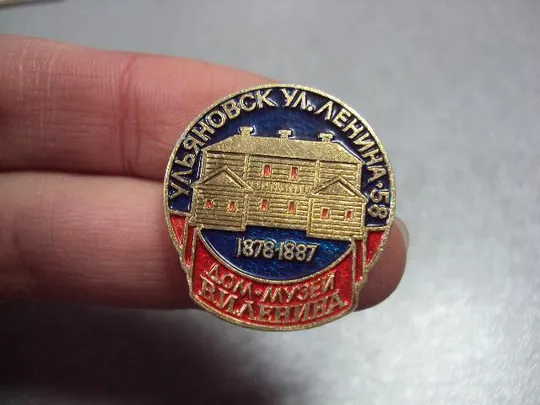 УЛЬЯНОВСК УЛ. ЛЕНИНА·58
1878·1887
ДОМ-МУЗЕЙ
В.И.ЛЕНИНА